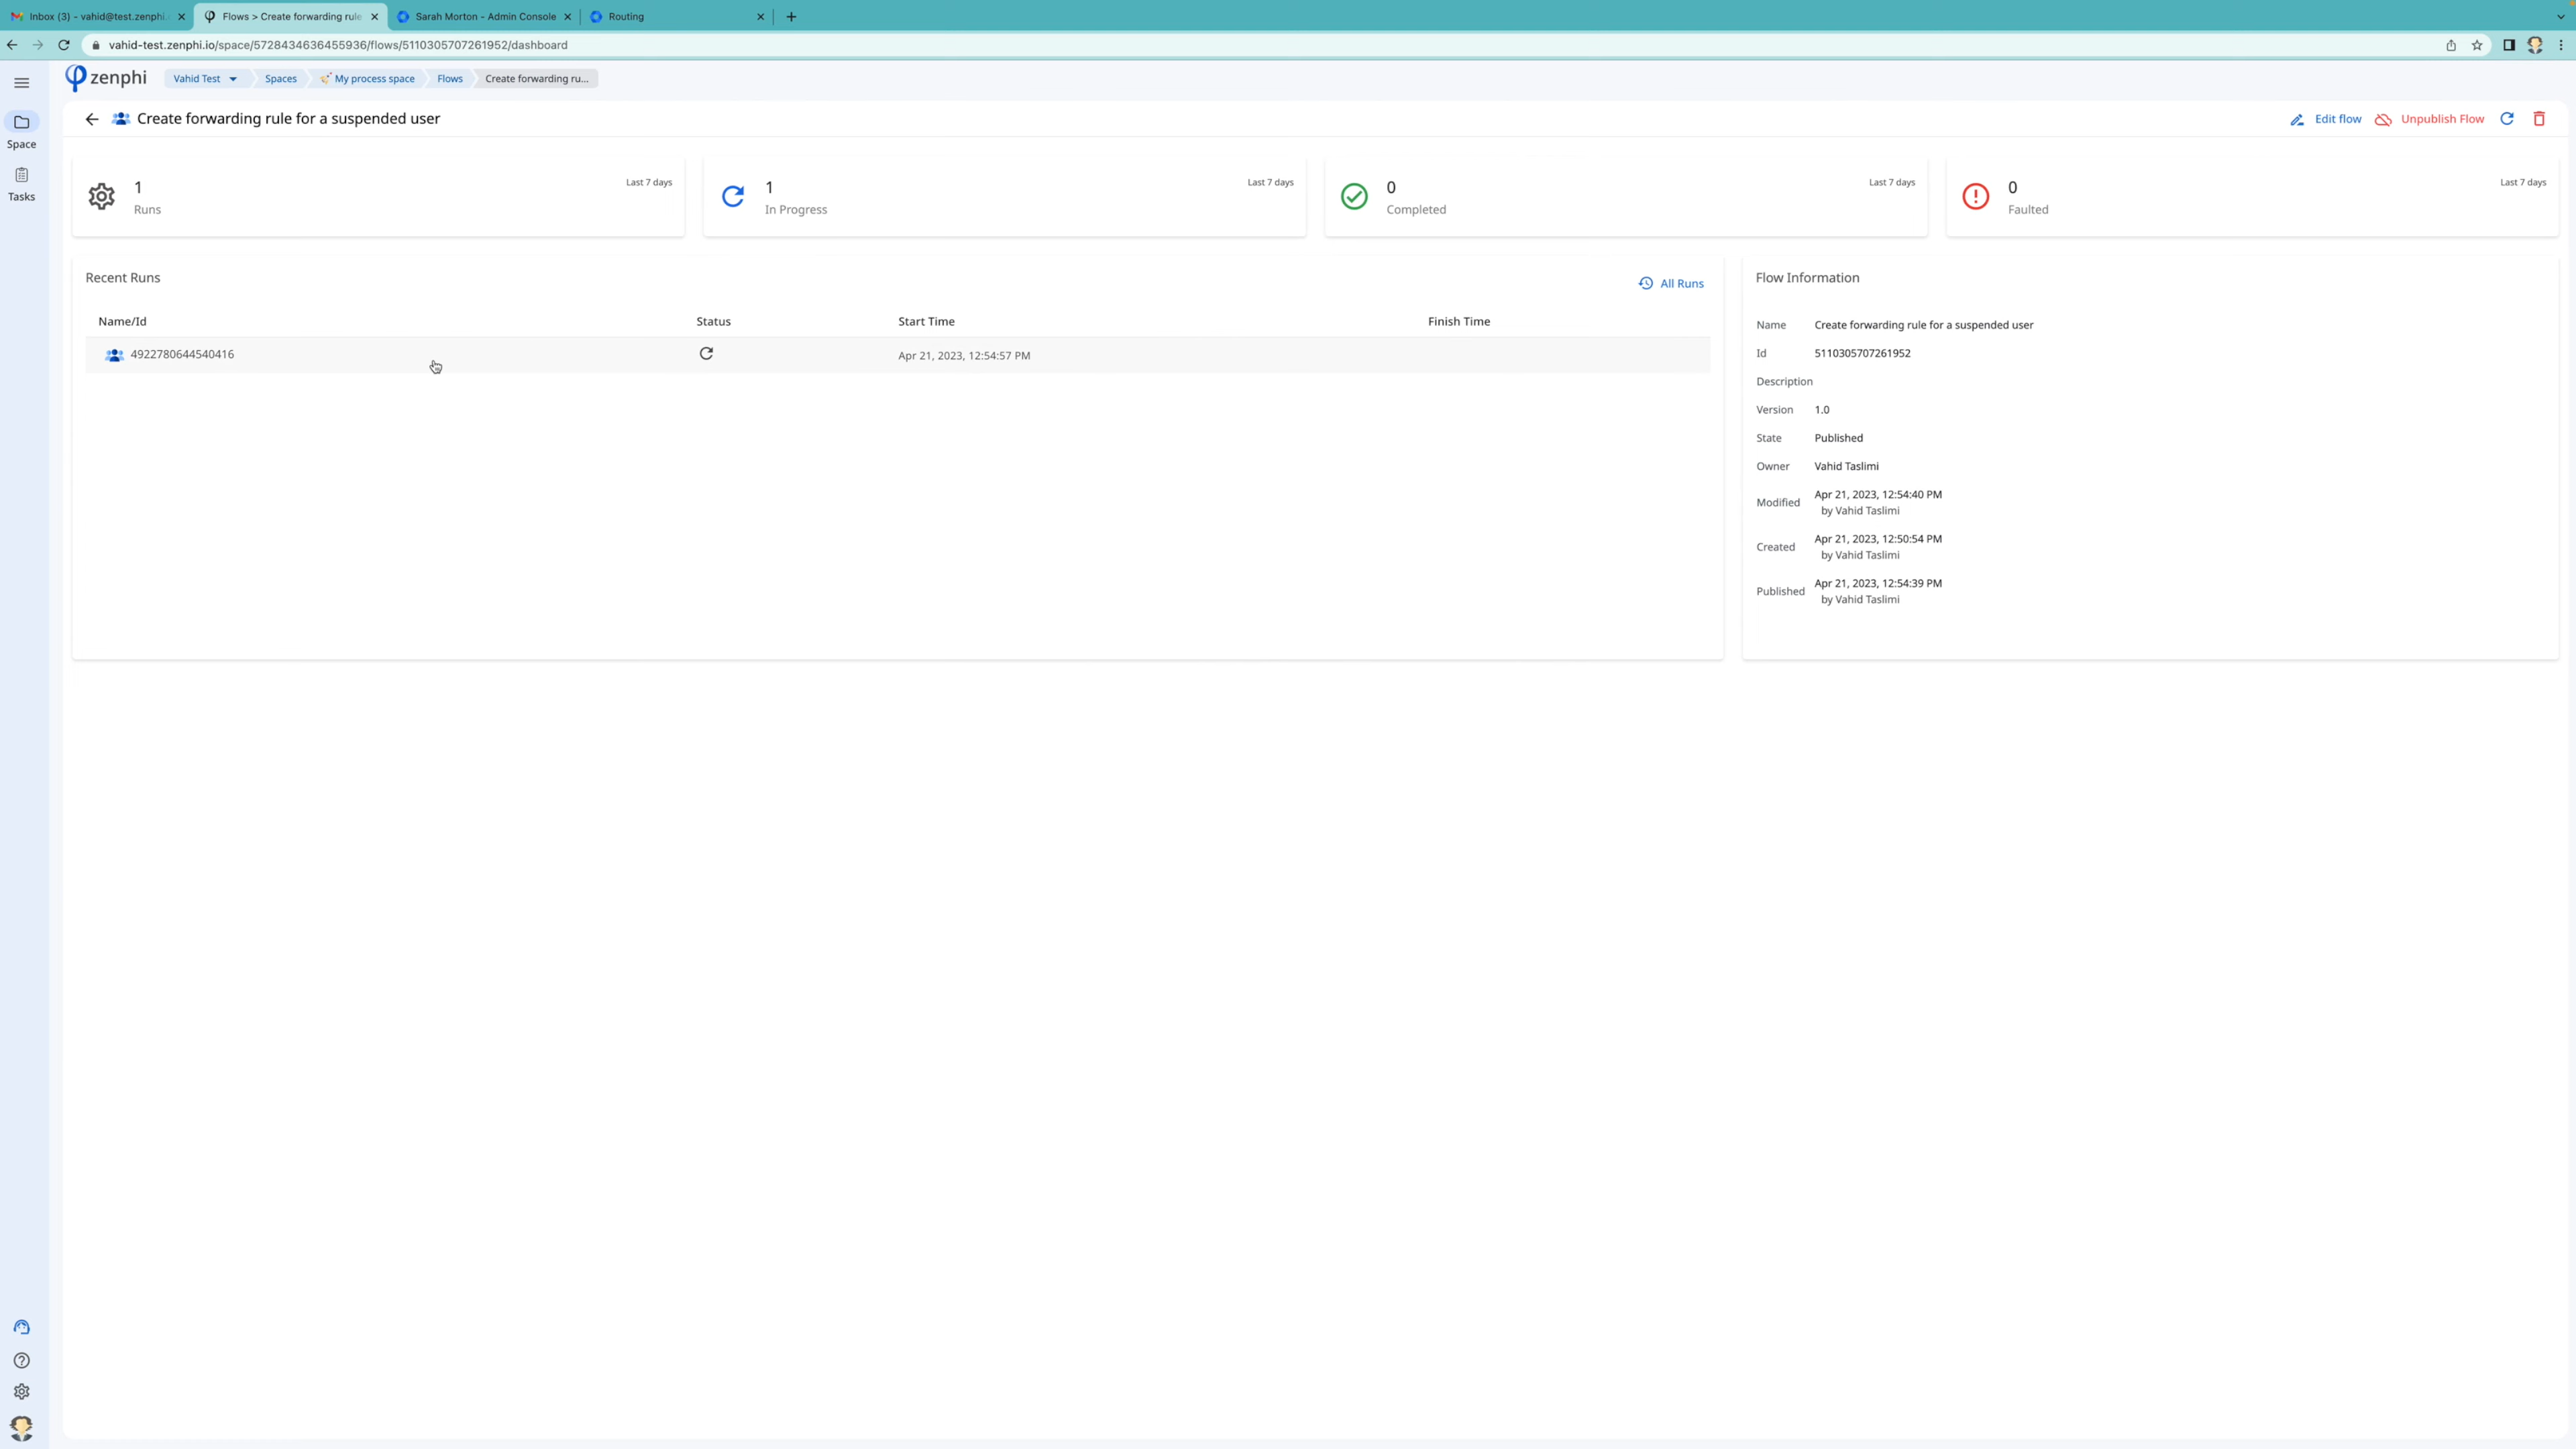 Inbox (3) - vahid@test.zenphi.
Flows > Create forwarding rule
Sarah Morton - Admin Console
Routing
vahid-test.zenphi.io/space/5728434636455936/flows/5110305707261952/dashboard
zenphi
Vahid Test
Spaces
My process space
Flows
Create forwarding ru...
Space
Tasks
Create forwarding rule for a suspended user
Edit flow
Unpublish Flow
1
Runs
Last 7 days
1
In Progress
Last 7 days
0
Completed
Last 7 days
0
Faulted
Last 7 days
Recent Runs
All Runs
Name/Id Status Start Time Finish Time
4922780644540416 Apr 21, 2023, 12:54:57 PM
Flow Information
Name Create forwarding rule for a suspended user
Id 5110305707261952
Description
Version 1.0
State Published
Owner Vahid Taslimi
Modified Apr 21, 2023, 12:54:40 PM
by Vahid Taslimi
Created Apr 21, 2023, 12:50:54 PM
by Vahid Taslimi
Published Apr 21, 2023, 12:54:39 PM
by Vahid Taslimi